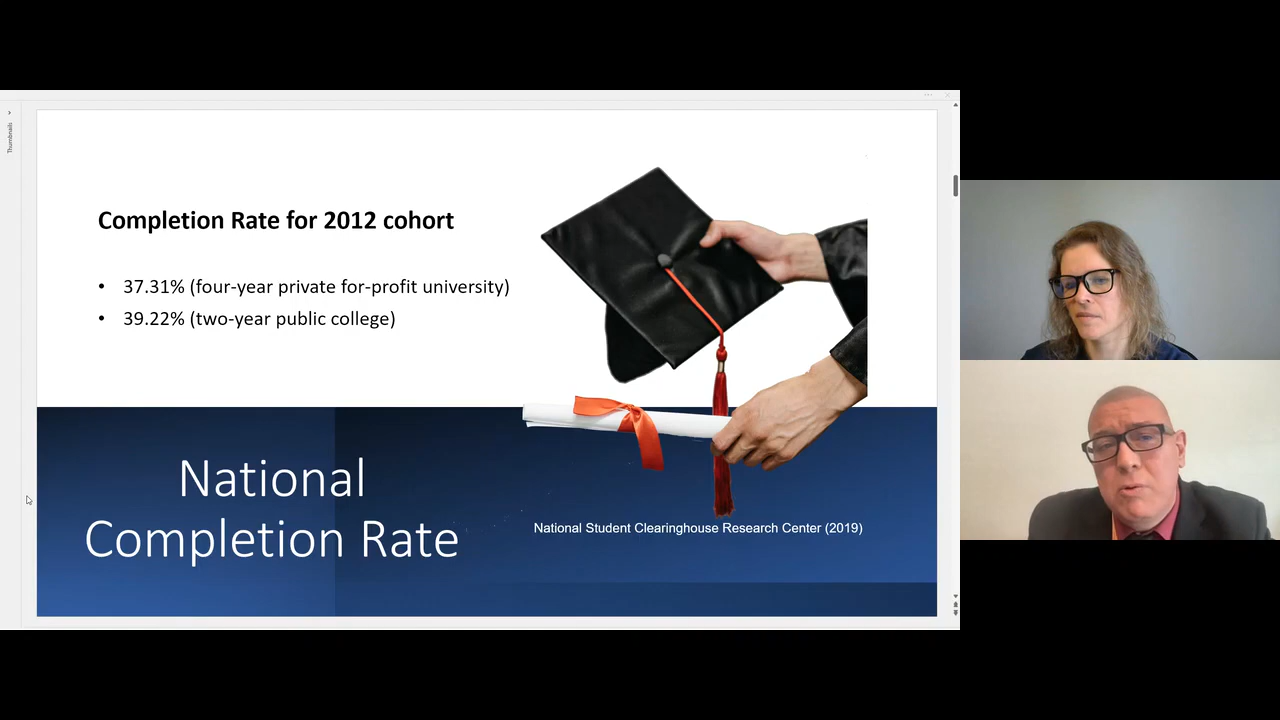 Thumbnails
Completion Rate for 2012 cohort
• 37.31% (four-year private for-profit university)
• 39.22% (two-year public college)
National
Completion Rate
National Student Clearinghouse Research Center (2019)